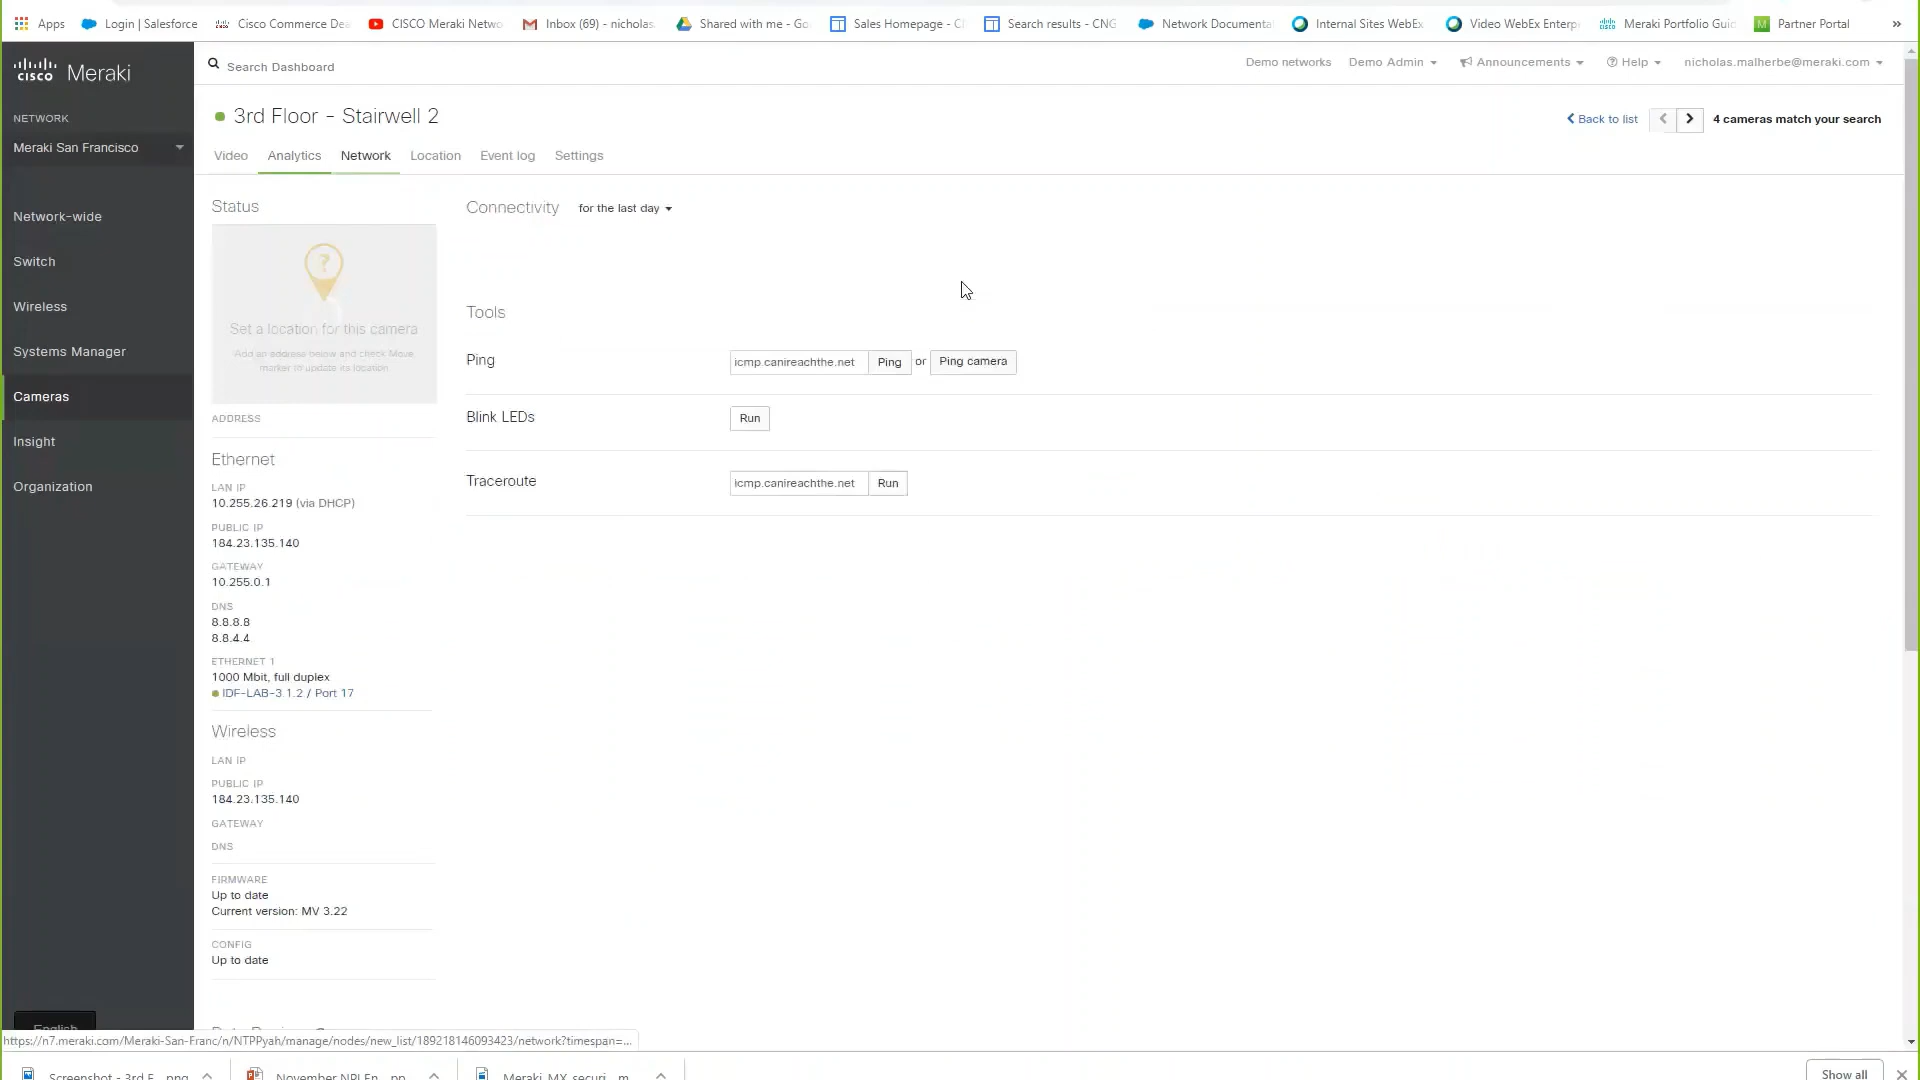 Apps Login | Salesforce Cisco Commerce De CISCO Meraki Netwo Inbox (69) - nicholas. Shared with me - Go Sales Homepage - C Search results - CNG Network Documenta Internal Sites WebEx Video WebEx Enterp Meraki Portfolio Guid Partner Portal »
cisco Meraki
Search Dashboard
Demo networks Demo Admin Announcements Help nicholas.malherbe@meraki.com
NETWORK
Meraki San Francisco
Network-wide
Switch
Wireless
Systems Manager
Cameras
Insight
Organization
English
3rd Floor - Stairwell 2
Back to list
4 cameras match your search
Video Analytics Network Location Event log Settings
Status
?
Set a location for this camera
Add an address below and check Move
marker to update its location
ADDRESS
Ethernet
LAN IP
10.255.26.219 (via DHCP)
PUBLIC IP
184.23.135.140
GATEWAY
10.255.0.1
DNS
8.8.8.8
8.8.4.4
ETHERNET 1
1000 Mbit, full duplex
IDF-LAB-3.1.2 / Port 17
Wireless
LAN IP
PUBLIC IP
184.23.135.140
GATEWAY
DNS
FIRMWARE
Up to date
Current version: MV 3.22
CONFIG
Up to date
Connectivity for the last day
Tools
Ping icmp.canireachthe.net Ping or Ping camera
Blink LEDs Run
Traceroute icmp.canireachthe.net Run
https://n7.meraki.com/Meraki-San-Franc/n/NTPPyah/manage/nodes/new_list/189218146093423/network?timespan=...
Screenshot - 3rd F....png November NPI En....pp Meraki MX securi....m Show all